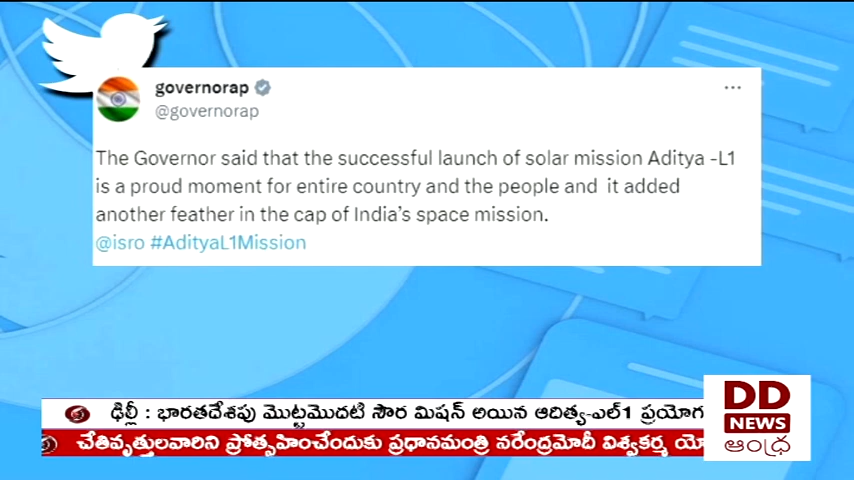 governorap
@governorap
The Governor said that the successful launch of solar mission Aditya -L1
is a proud moment for entire country and the people and it added
another feather in the cap of India’s space mission.
@isro #AdityaL1Mission
ఢిల్లీ : భారతదేశపు మొట్టమొదటి సౌర మిషన్ అయిన ఆదిత్య-ఎల్1 ప్రయోగ
చేతివృత్తులవారిని ప్రోత్సహించేందుకు ప్రధానమంత్రి నరేంద్రమోదీ విశ్వకర్మ యో
DD
NEWS
ఆంధ్ర